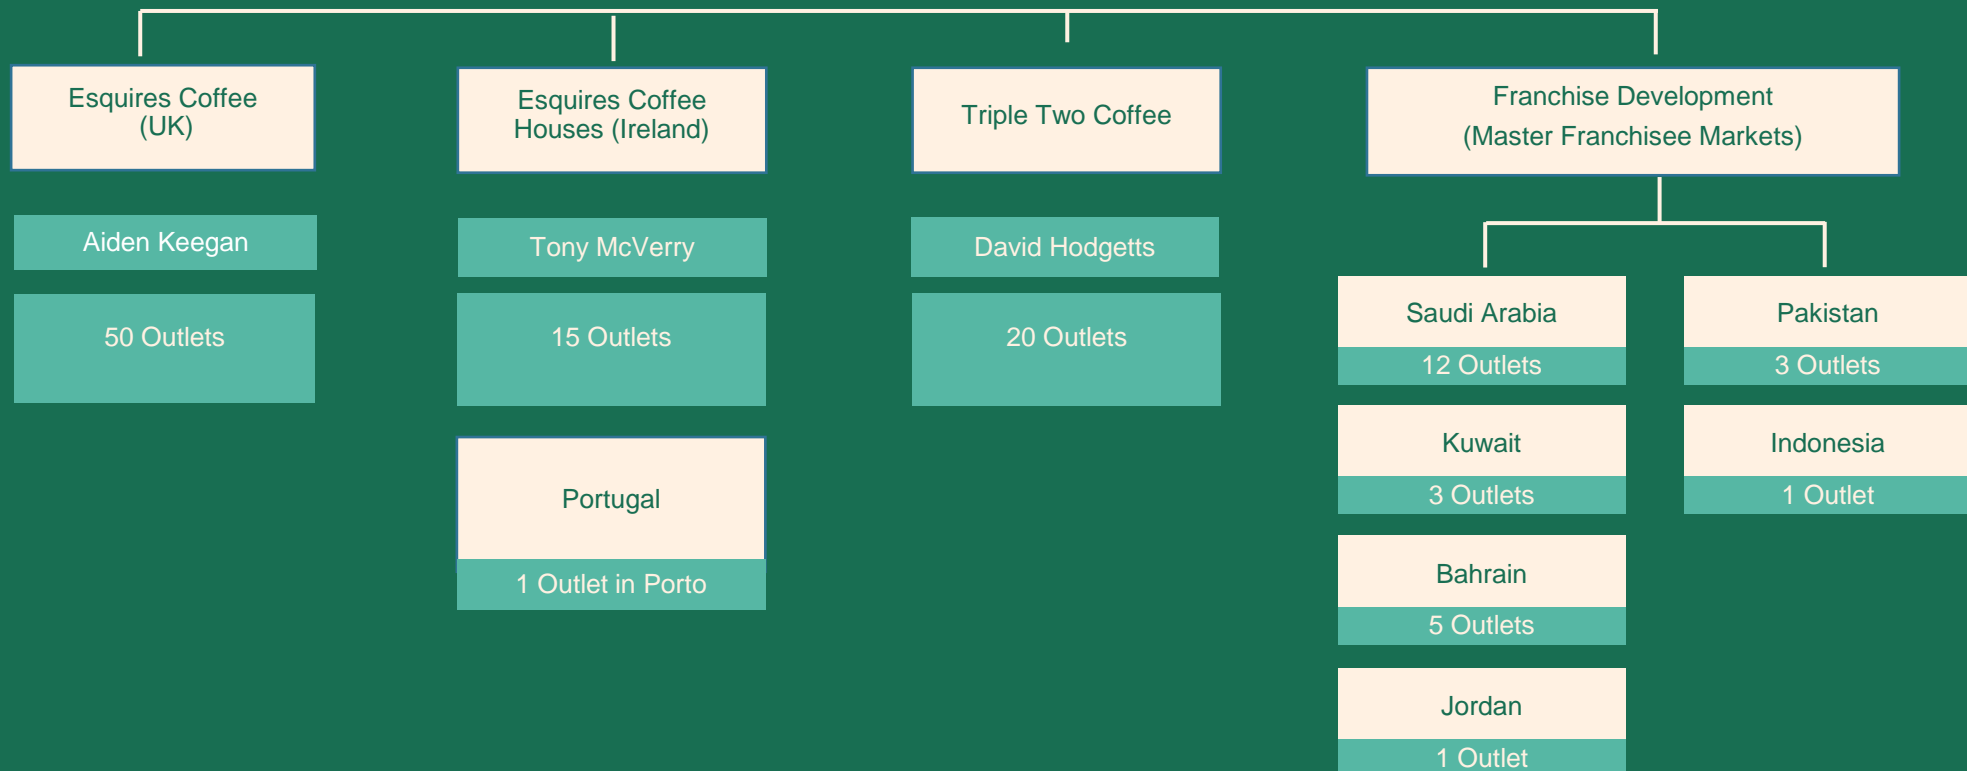 Esquires Coffee
(UK)
Aiden Keegan
50 Outlets
Esquires Coffee
Houses (Ireland)
Tony McVerry
15 Outlets
Portugal
1 Outlet in Porto
Triple Two Coffee
David Hodgetts
20 Outlets
Franchise Development
(Master Franchisee Markets)
Saudi Arabia
12 Outlets
Kuwait
3 Outlets
Bahrain
5 Outlets
Jordan
1 Outlet
Pakistan
3 Outlets
Indonesia
1 Outlet